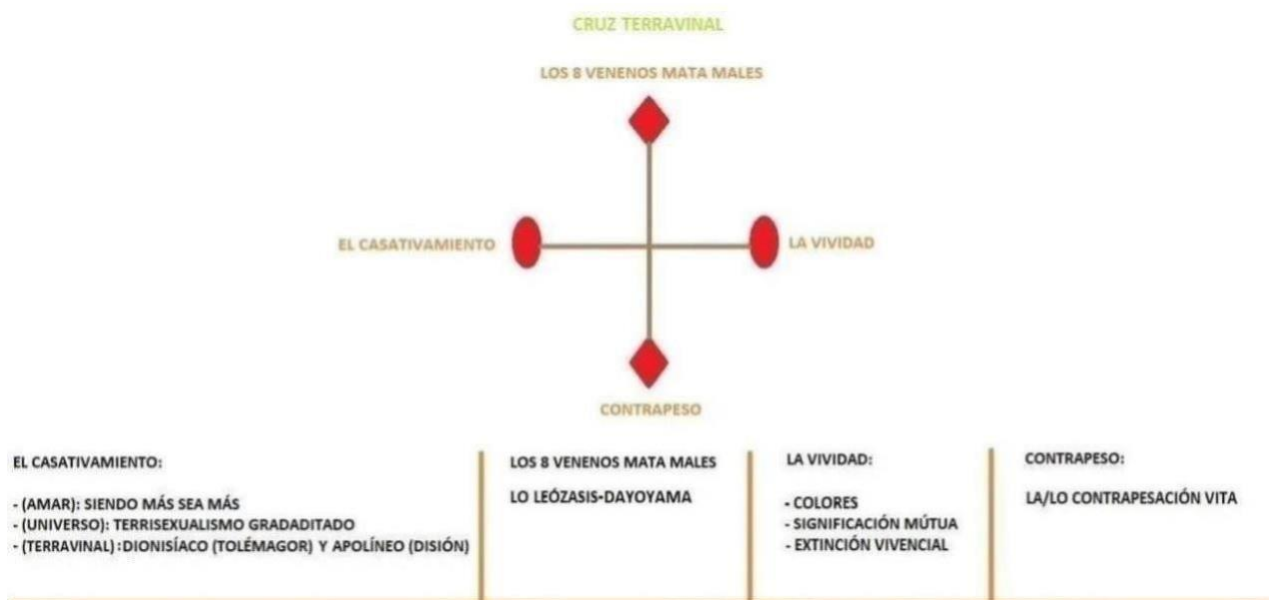 CRUZ TERRAVINAL
LOS 8 VENENOS MATA MALES
EL CASATIVAMIENTO
LA VIVIDAD
CONTRAPESO
EL CASATIVAMIENTO:
- (AMAR): SIENDO MÁS SEA MÁS
- (UNIVERSO): TERRISEXUALISMO GRADADITADO
- (TERRAVINAL) : DIONISÍACO (TOLÉMAGOR) Y APOLÍNEO (DISIÓN)
LOS 8 VENENOS MATA MALES
LO LEÓZASIS-DAYOYAMA
LA VIVIDAD:
- COLORES
- SIGNIFICACIÓN MÚTUA
- EXTINCIÓN VIVENCIAL
CONTRAPESO:
LA/LO CONTRAPESACIÓN VITA